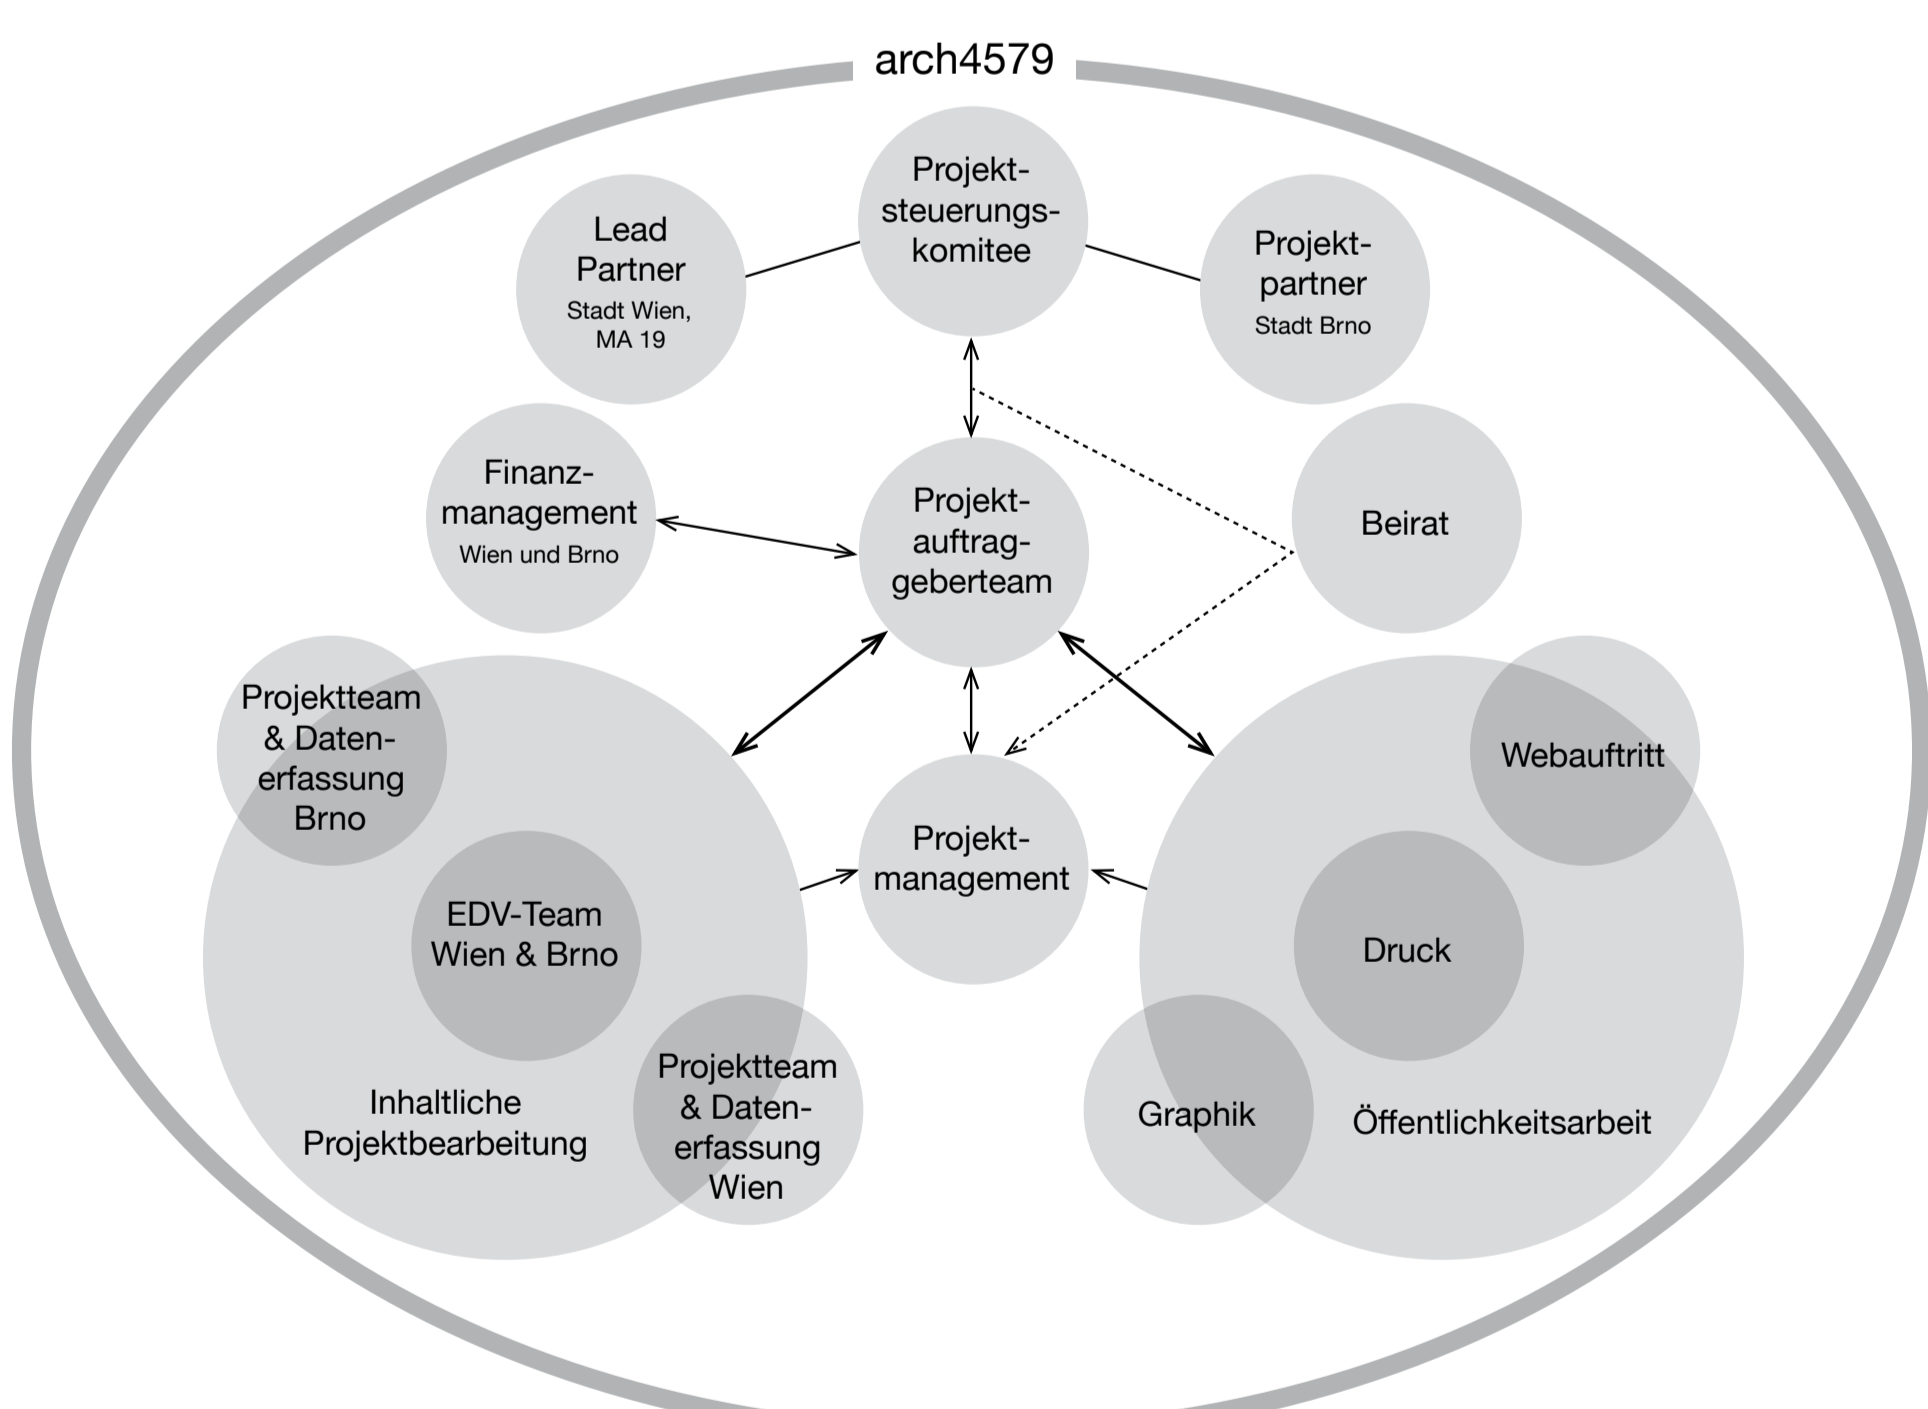 arch4579
Projekt-
steuerungs-
komitee
Lead
Partner
Stadt Wien,
MA 19
Projekt-
partner
Stadt Brno
Finanz-
management
Wien und Brno
Projekt-
auftrag-
geberteam
Beirat
Projektteam
& Daten-
erfassung
Brno
Webauftritt
Projekt-
management
EDV-Team
Wien & Brno
Druck
Inhaltliche
Projektbearbeitung
Projektteam
& Daten-
erfassung
Wien
Graphik
Öffentlichkeitsarbeit